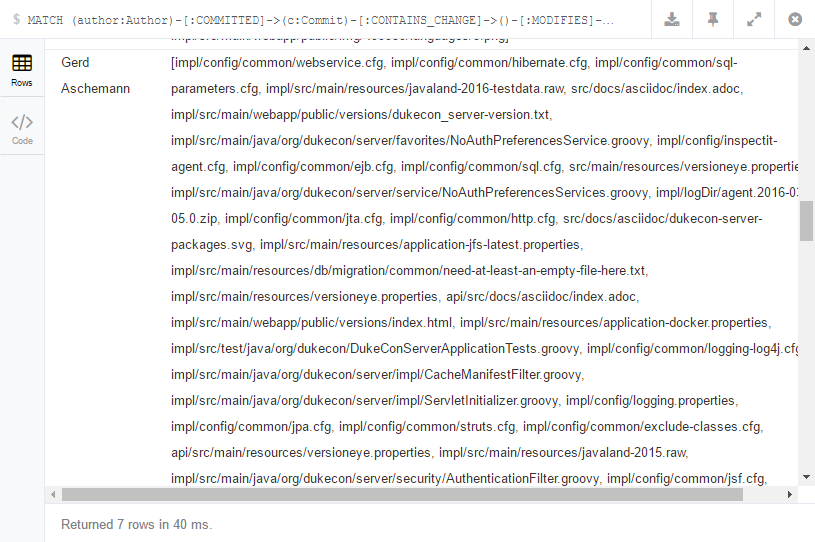 $ MATCH (author:Author)-[:COMMITTED]->(c:Commit)-[:CONTAINS_CHANGE]->()-[:MODIFIES]-…
Rows
Code
Gerd
Aschemann
[impl/config/common/webservice.cfg, impl/config/common/hibernate.cfg, impl/config/common/sql-
parameters.cfg, impl/src/main/resources/javaland-2016-testdata.raw, src/docs/asciidoc/index.adoc,
impl/src/main/webapp/public/versions/dukecon_server-version.txt,
impl/src/main/java/org/dukecon/server/favorites/NoAuthPreferencesService.groovy, impl/config/inspectit-
agent.cfg, impl/config/common/ejb.cfg, impl/config/common/sql.cfg, src/main/resources/versioneye.propertie
impl/src/main/java/org/dukecon/server/service/NoAuthPreferencesServices.groovy, impl/logDir/agent.2016-03
05.0.zip, impl/config/common/jta.cfg, impl/config/common/http.cfg, src/docs/asciidoc/dukecon-server-
packages.svg, impl/src/main/resources/application-jfs-latest.properties,
impl/src/main/resources/db/migration/common/need-at-least-an-empty-file-here.txt,
impl/src/main/resources/versioneye.properties, api/src/docs/asciidoc/index.adoc,
impl/src/main/webapp/public/versions/index.html, impl/src/main/resources/application-docker.properties,
impl/src/test/java/org/dukecon/DukeConServerApplicationTests.groovy, impl/config/common/logging-log4j.cfg
impl/src/main/java/org/dukecon/server/impl/CacheManifestFilter.groovy,
impl/src/main/java/org/dukecon/server/impl/ServletInitializer.groovy, impl/config/logging.properties,
impl/config/common/jpa.cfg, impl/config/common/struts.cfg, impl/config/common/exclude-classes.cfg,
api/src/main/resources/versioneye.properties, impl/src/main/resources/javaland-2015.raw,
impl/src/main/java/org/dukecon/server/security/AuthenticationFilter.groovy, impl/config/common/jsf.cfg,
Returned 7 rows in 40 ms.